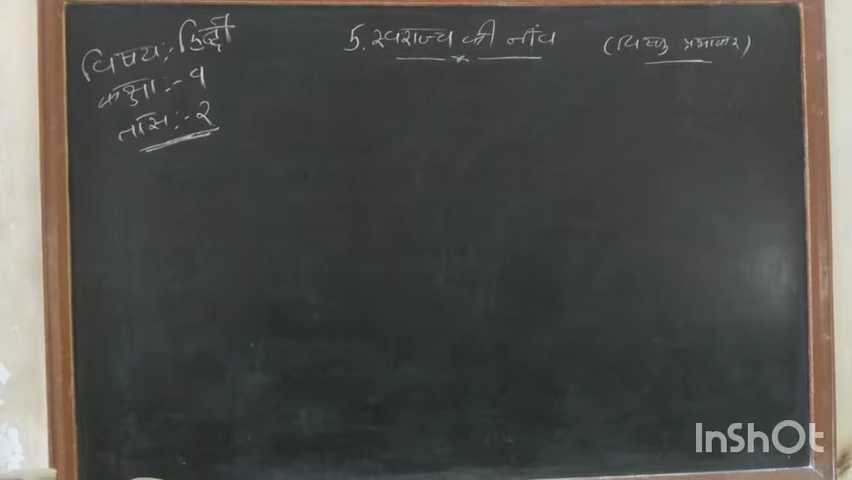 विषय:- हिंदी
कक्षा:- ९
तासि:- २
5. स्वराज्य की नींव
(विष्णु प्रभाकर)
InShOt